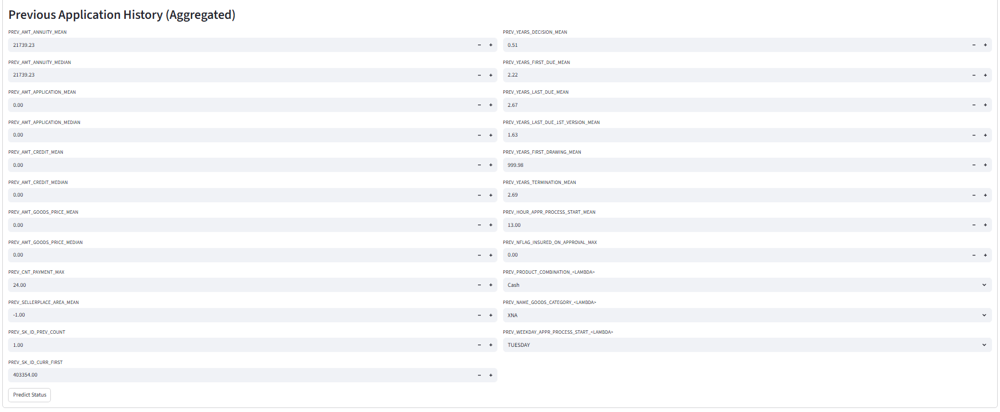 Previous Application History (Aggregated)
PREV_AMT_ANNUITY_MEAN
21739.23
PREV_AMT_ANNUITY_MEDIAN
21739.23
PREV_AMT_APPLICATION_MEAN
0.00
PREV_AMT_APPLICATION_MEDIAN
0.00
PREV_AMT_CREDIT_MEAN
0.00
PREV_AMT_CREDIT_MEDIAN
0.00
PREV_AMT_GOODS_PRICE_MEAN
0.00
PREV_AMT_GOODS_PRICE_MEDIAN
0.00
PREV_CNT_PAYMENT_MAX
24.00
PREV_SELLERPLACE_AREA_MEAN
-1.00
PREV_SK_ID_PREV_COUNT
1.00
PREV_SK_ID_CURR_FIRST
403354.00
PREV_YEARS_DECISION_MEAN
0.51
PREV_YEARS_FIRST_DUE_MEAN
2.22
PREV_YEARS_LAST_DUE_MEAN
2.67
PREV_YEARS_LAST_DUE_1ST_VERSION_MEAN
1.63
PREV_YEARS_FIRST_DRAWING_MEAN
999.98
PREV_YEARS_TERMINATION_MEAN
2.69
PREV_HOUR_APPR_PROCESS_START_MEAN
13.00
PREV_NFLAG_INSURED_ON_APPROVAL_MAX
0.00
PREV_PRODUCT_COMBINATION_<LAMBDA>
Cash
PREV_NAME_GOODS_CATEGORY_<LAMBDA>
XNA
PREV_WEEKDAY_APPR_PROCESS_START_<LAMBDA>
TUESDAY
Predict Status